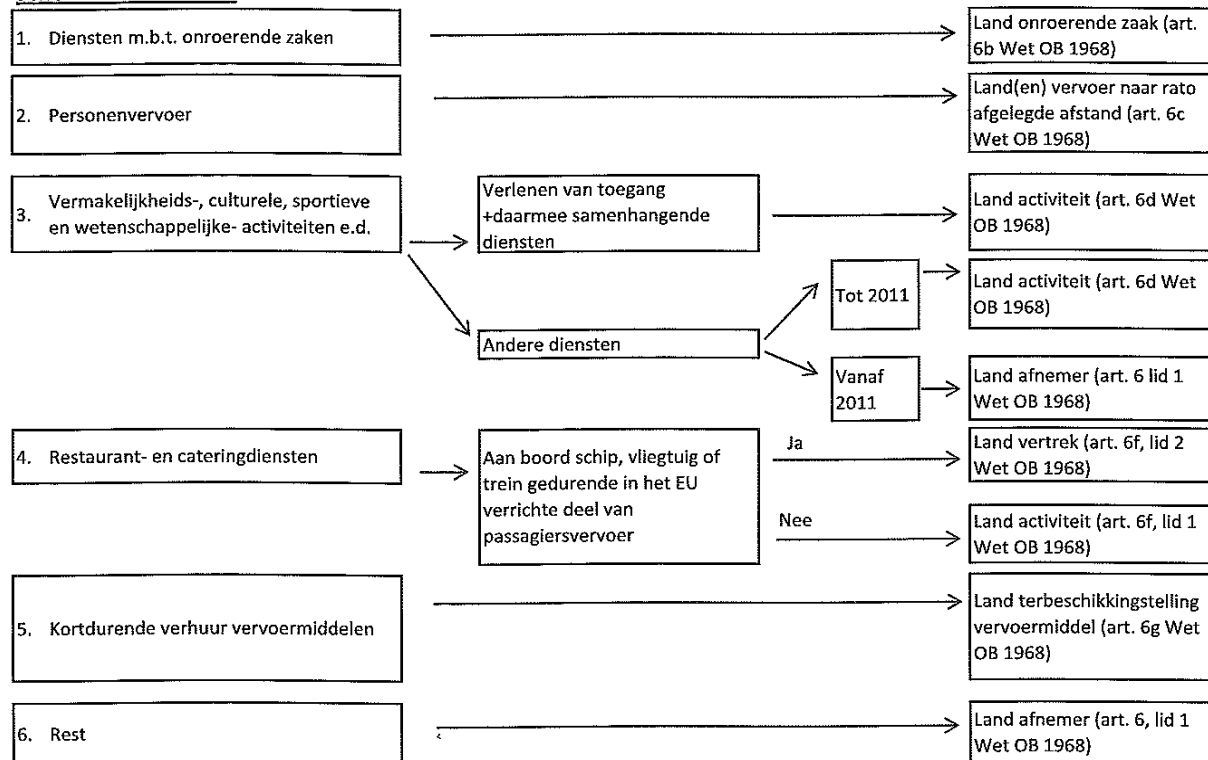 1. Diensten m.b.t. onroerende zaken
Land onroerende zaak (art.
6b Wet OB 1968)
2. Personenvervoer
Land(en) vervoer naar rato
afgelegde afstand (art. 6c
Wet OB 1968)
3. Vermakelijkheids-, culturele, sportieve
en wetenschappelijke- activiteiten e.d.
Verlenen van toegang
+daarmee samenhangende
diensten
Land activiteit (art. 6d Wet
OB 1968)
Andere diensten
Tot 2011
Land activiteit (art. 6d Wet
OB 1968)
Vanaf
2011
Land afnemer (art. 6 lid 1
Wet OB 1968)
4. Restaurant- en cateringdiensten
Aan boord schip, vliegtuig of
trein gedurende in het EU
verrichte deel van
passagiersvervoer
Ja
Land vertrek (art. 6f, lid 2
Wet OB 1968)
Nee
Land activiteit (art. 6f, lid 1
Wet OB 1968)
5. Kortdurende verhuur vervoermiddelen
Land terbeschikkingstelling
vervoermiddel (art. 6g Wet
OB 1968)
6. Rest
Land afnemer (art. 6, lid 1
Wet OB 1968)